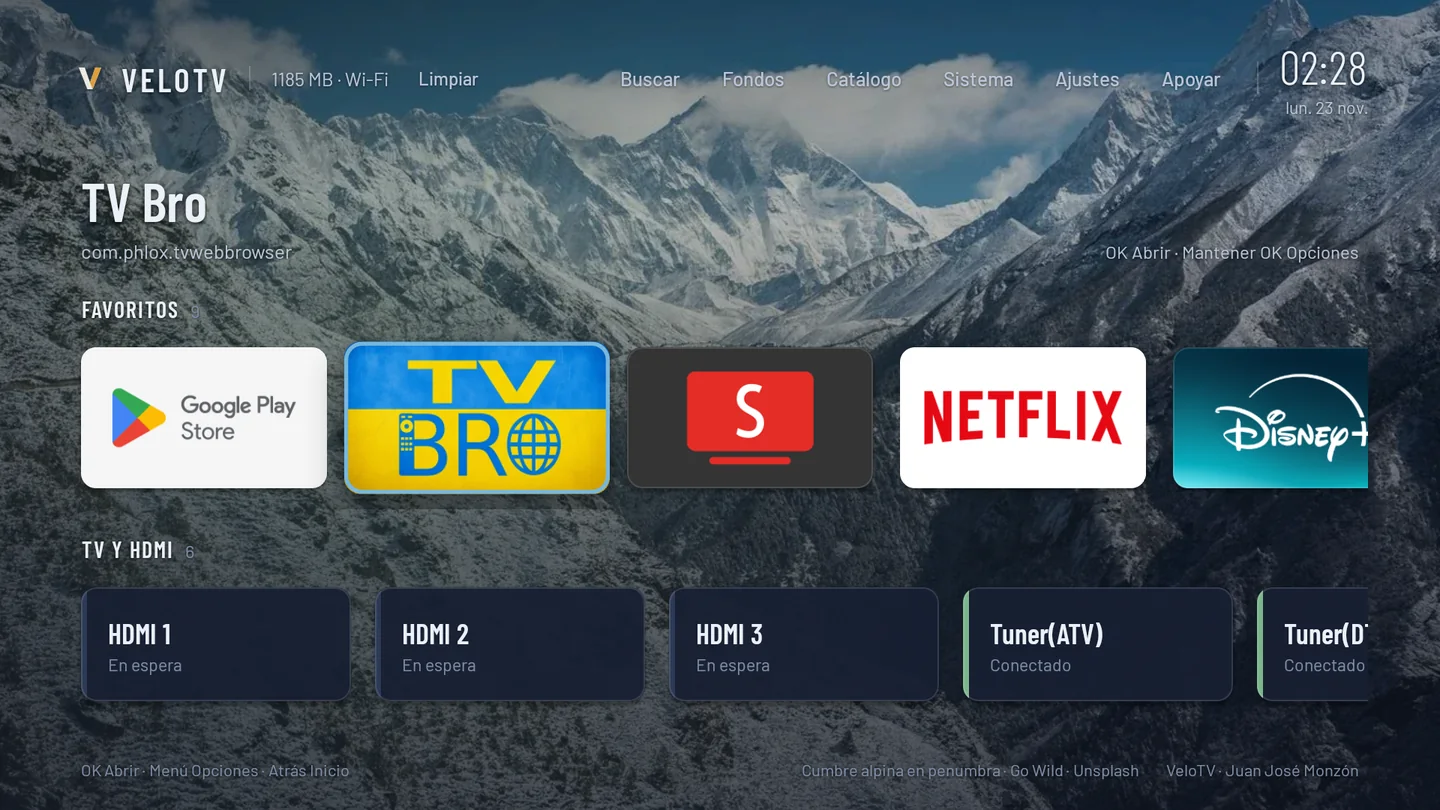 V VELOTV 1185 MB · Wi-Fi Limpiar Buscar Fondos Catálogo Sistema Ajustes Apoyar 02:28
lun. 23 nov.
TV Bro
com.phlox.tvwebbrowser OK Abrir · Mantener OK Opciones
FAVORITOS 9
Google Play
Store
TV
BRO
S
NETFLIX
Disney+
TV Y HDMI 6
HDMI 1
En espera
HDMI 2
En espera
HDMI 3
En espera
Tuner(ATV)
Conectado
Tuner(D
Conectado
OK Abrir · Menú Opciones · Atrás Inicio Cumbre alpina en penumbra · Go Wild · Unsplash VeloTV · Juan José Monzón